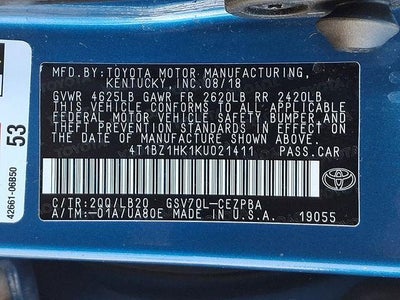 MFD.BY:TOYOTA MOTOR MANUFACTURING,
KENTUCKY,INC.08/18
GVWR 4625LB GAWR FR 2620LB RR 2420LB
THIS VEHICLE CONFORMS TO ALL APPLICABLE
FEDERAL MOTOR VEHICLE SAFETY,BUMPER,AND
THEFT PREVENTION STANDARDS IN EFFECT ON
THE DATE OF MANUFACTURE SHOWN ABOVE.
4T1BZ1HK1KU021411 PASS.CAR
C/TR:2QQ/LB20 GSV70L-CEZPBA
A/TM:-01A/UA80E MADE IN U.S.A. 19055
TOYOTA
42661-06B50
53